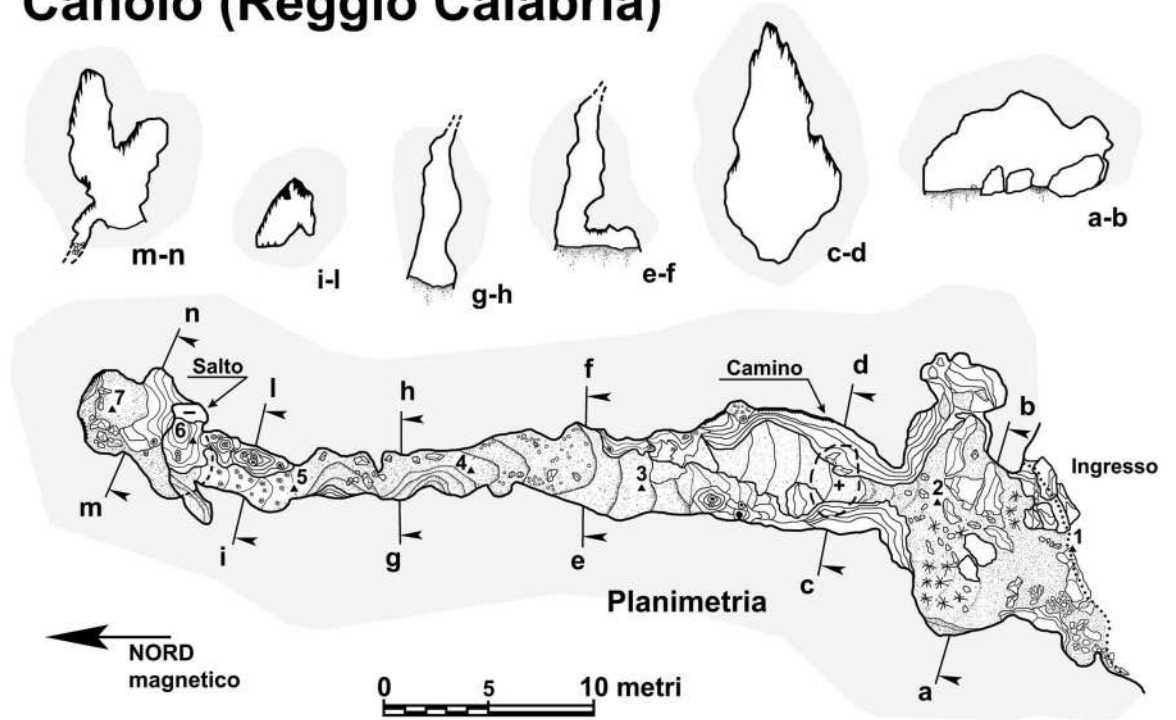 Canolo (Reggio Calabria)
m-n
i-l
g-h
e-f
c-d
a-b
n
Salto
l
h
f
Camino
d
b
Ingresso
7
6
5
4
3
2
1
–
+
m
i
g
e
c
a
Planimetria
NORD
magnetico
0 5 10 metri